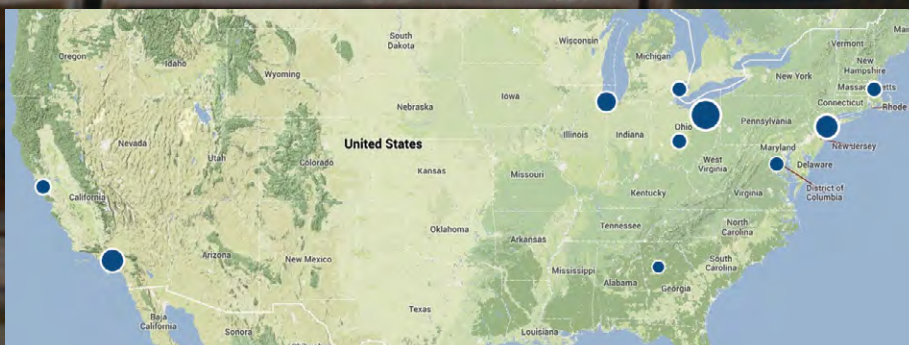 South
Dakota
Wisconsin
Michigan
Vermont
Oregon
Idaho
Wyoming
New
Hampshire
New York
Massachusetts
Nebraska
Iowa
Connecticut
Rhode
Nevada
Utah
Colorado
United States
Illinois
Indiana
Ohio
Pennsylvania
New Jersey
Maryland
Delaware
Kansas
Missouri
West
Virginia
Kentucky
Virginia
District of
Columbia
California
Oklahoma
Arkansas
Tennessee
North
Carolina
Arizona
New Mexico
Mississippi
Alabama
Georgia
South
Carolina
Texas
Louisiana
Baja
California
Sonora